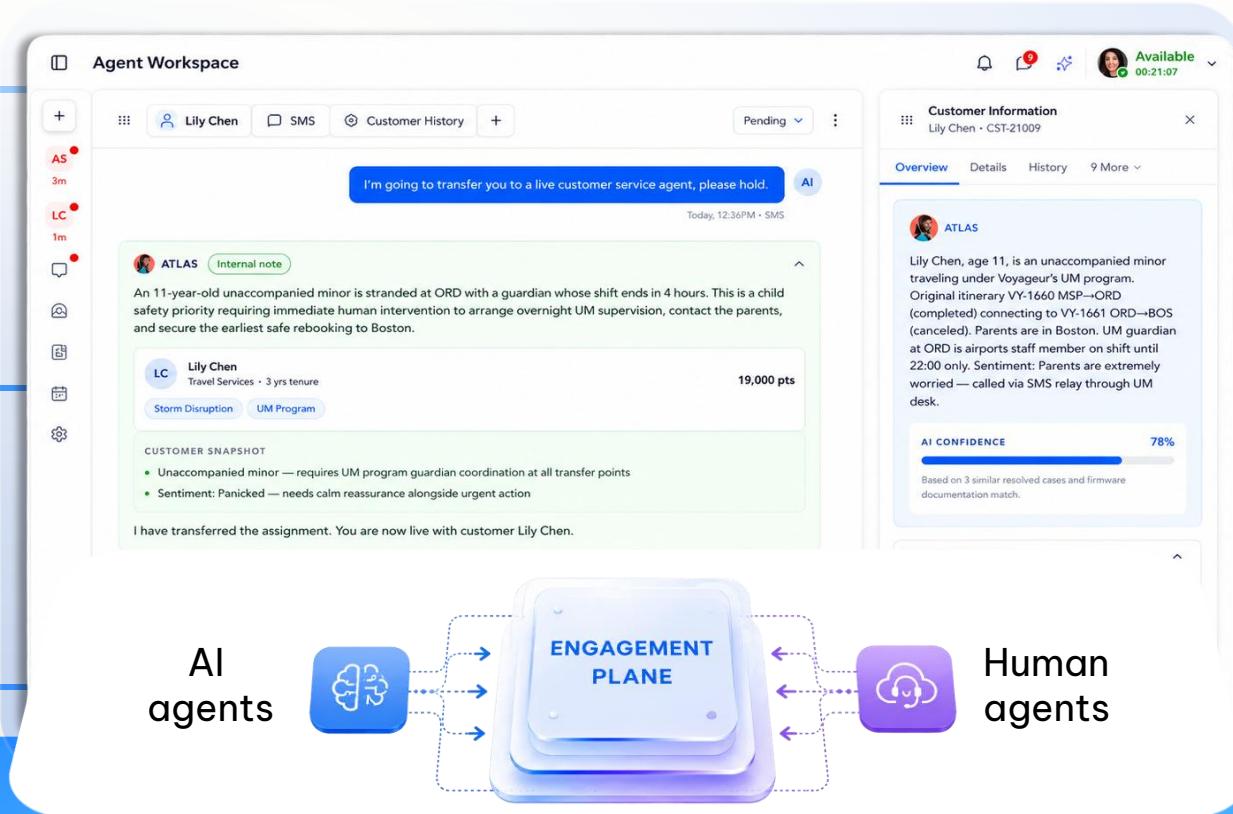 Agent Workspace
9
Available
00:21:07
AS
3m
LC
1m
Lily Chen
SMS
Customer History
+
Pending
I'm going to transfer you to a live customer service agent, please hold.
AI
Today, 12:36PM • SMS
ATLAS
Internal note
An 11-year-old unaccompanied minor is stranded at ORD with a guardian whose shift ends in 4 hours. This is a child
safety priority requiring immediate human intervention to arrange overnight UM supervision, contact the parents,
and secure the earliest safe rebooking to Boston.
LC
Lily Chen
Travel Services • 3 yrs tenure
19,000 pts
Storm Disruption
UM Program
CUSTOMER SNAPSHOT
• Unaccompanied minor — requires UM program guardian coordination at all transfer points
• Sentiment: Panicked — needs calm reassurance alongside urgent action
I have transferred the assignment. You are now live with customer Lily Chen.
Customer Information
Lily Chen • CST-21009
Overview
Details
History
9 More
ATLAS
Lily Chen, age 11, is an unaccompanied minor
traveling under Voyageur's UM program.
Original itinerary VY-1660 MSP→ORD
(completed) connecting to VY-1661 ORD→BOS
(canceled). Parents are in Boston. UM guardian
at ORD is airports staff member on shift until
22:00 only. Sentiment: Parents are extremely
worried — called via SMS relay through UM
desk.
AI CONFIDENCE
78%
Based on 3 similar resolved cases and firmware
documentation match.
AI
agents
ENGAGEMENT
PLANE
Human
agents